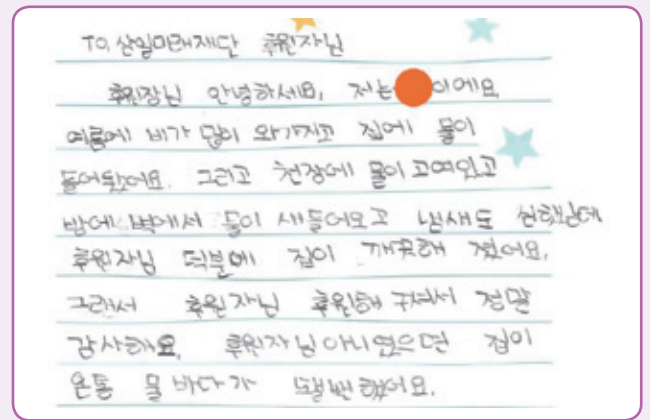 TO. 삼일미래재단 후원자님
후원장님 안녕하세요, 저는 이에요.
여름에 비가 많이 와가지고 집에 물이
들어왔어요. 그리고 천장에 물이 고여있고
밤에 벽에서 물이 새들어오고 냄새도 심했는데
후원자님 덕분에 집이 깨끗해 졌어요.
그래서 후원자님 후원해 주셔서 정말
감사해요. 후원자님 아니였으면 집이
온통 물 바다가 될뻔 했어요.